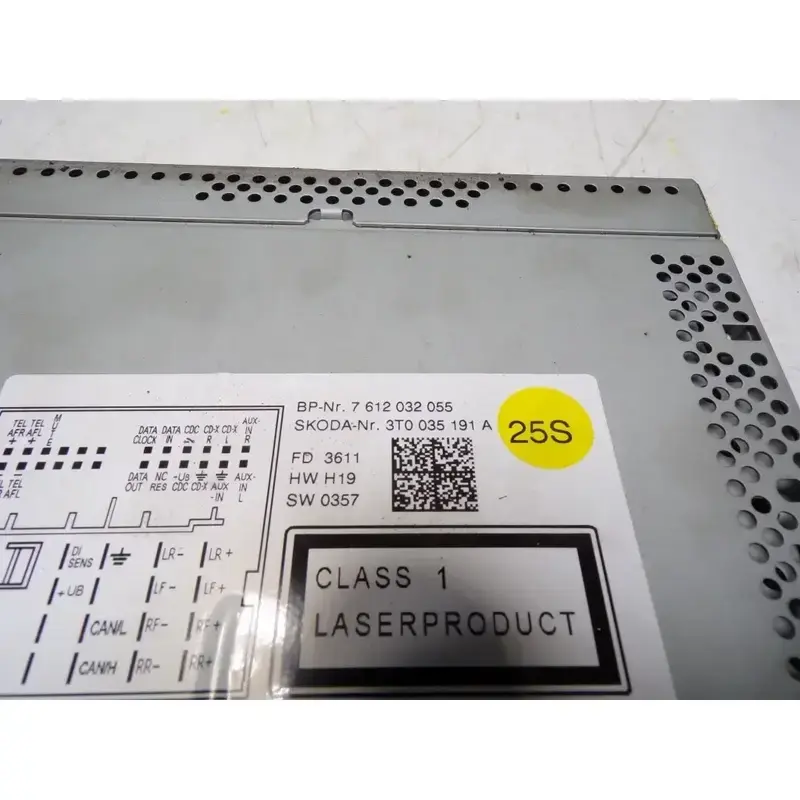 BP-Nr. 7 612 032 055
SKODA-Nr. 3T0 035 191 A
25S
FD 3611
HW H19
SW 0357
CLASS 1
LASERPRODUCT
TEL TEL
AFR AFL
+ +
MUTE
DATA DATA CDC CD-X CD-X AUX-
CLOCK IN R L IN
R
DATA NC -UB AUX-
OUT RES CDC CD-X AUX IN
-IN L
TEL
AFL
DI
SENS
LR- LR+
+UB LF- LF+
CAN/L RF- RF+
CAN/H RR- RR+